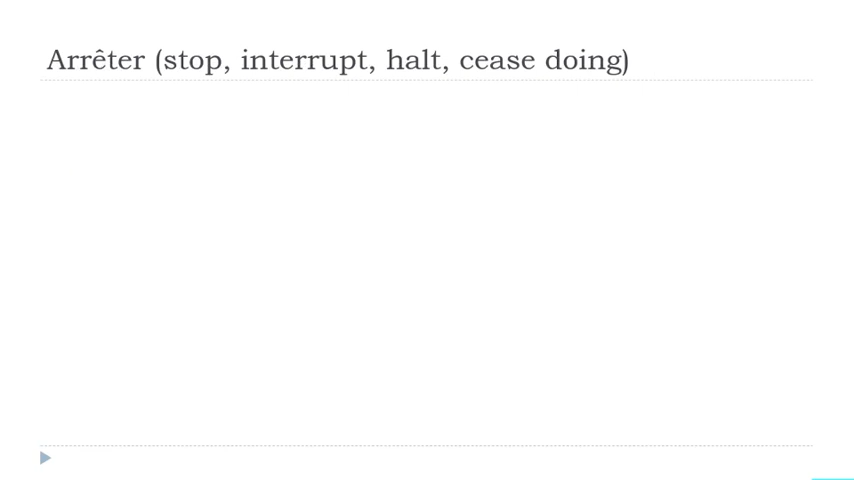 Arrêter (stop, interrupt, halt, cease doing)